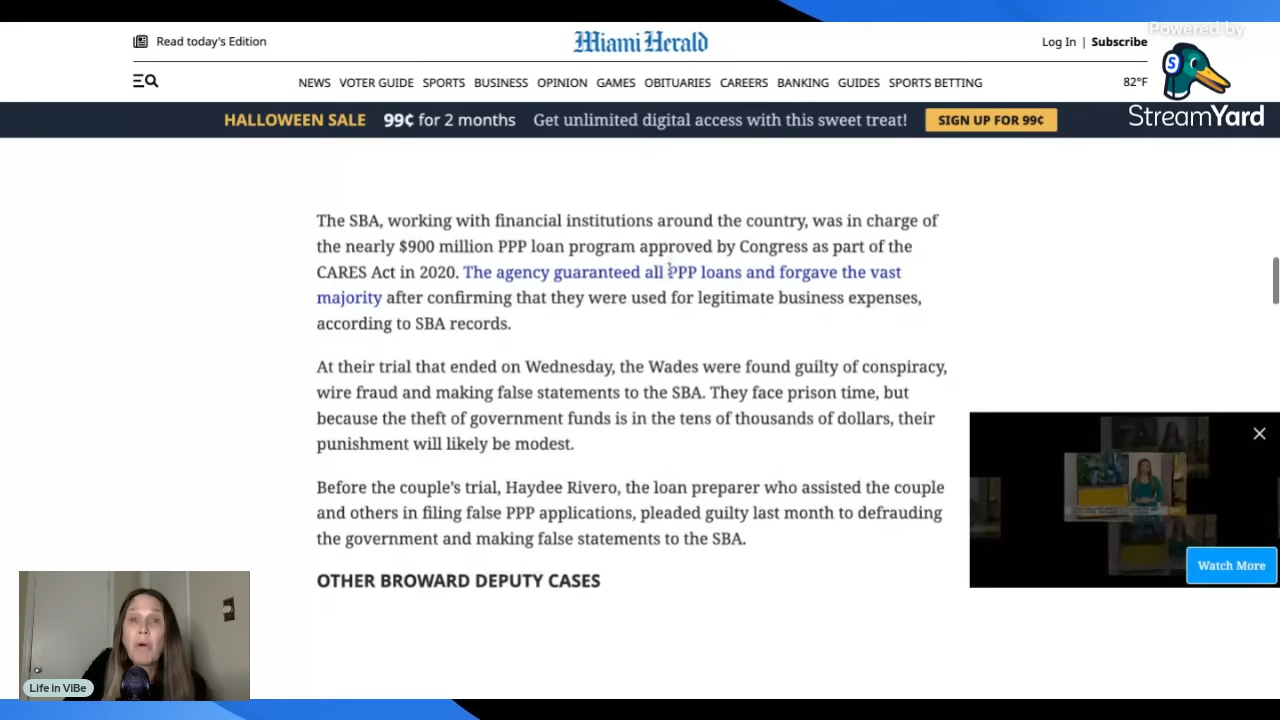 Powered by
Read today's Edition
Miami Herald
Log In | Subscribe
NEWS VOTER GUIDE SPORTS BUSINESS OPINION GAMES OBITUARIES CAREERS BANKING GUIDES SPORTS BETTING
82°F
S
StreamYard
HALLOWEEN SALE 99¢ for 2 months Get unlimited digital access with this sweet treat! SIGN UP FOR 99¢
The SBA, working with financial institutions around the country, was in charge of
the nearly $900 million PPP loan program approved by Congress as part of the
CARES Act in 2020. The agency guaranteed all PPP loans and forgave the vast
majority after confirming that they were used for legitimate business expenses,
according to SBA records.
At their trial that ended on Wednesday, the Wades were found guilty of conspiracy,
wire fraud and making false statements to the SBA. They face prison time, but
because the theft of government funds is in the tens of thousands of dollars, their
punishment will likely be modest.
Before the couple's trial, Haydee Rivero, the loan preparer who assisted the couple
and others in filing false PPP applications, pleaded guilty last month to defrauding
the government and making false statements to the SBA.
Watch More
OTHER BROWARD DEPUTY CASES
Life in VIBe